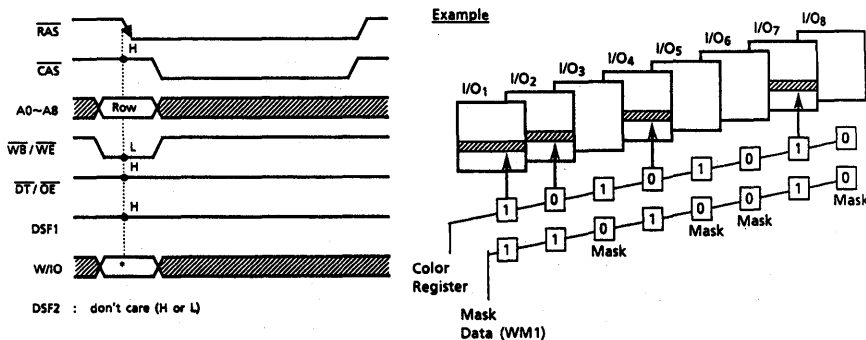 RAS
H
CAS
A0~A8
Row
WB / WE
L
H
DT / OE
H
DSF1
W/IO
*
DSF2 : don't care (H or L)
Example
I/O1
I/O2
I/O3
I/O4
I/O5
I/O6
I/O7
I/O8
1 0 1 0 1 0 1 0
Color
Register
1 1 0 1 0 0 1 0
Mask Mask Mask Mask
Mask
Data (WM1)